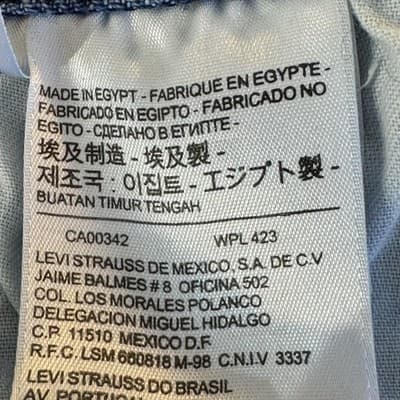 MADE IN EGYPT - FABRIQUE EN EGYPTE -
FABRICADO EN EGIPTO - FABRICADO NO
EGITO - СДЕЛАНО В ЕГИПТЕ -
埃及制造 - 埃及製 -
제조국 : 이집트 - エジプト製 -
BUATAN TIMUR TENGAH
CA00342 WPL 423
LEVI STRAUSS DE MEXICO, S.A. DE C.V
JAIME BALMES # 8 OFICINA 502
COL. LOS MORALES POLANCO
DELEGACION MIGUEL HIDALGO
C.P. 11510 MEXICO D.F.
R.F.C. LSM 660818 M-98 C.N.I.V 3337
LEVI STRAUSS DO BRASIL
AV. PORTUGAL